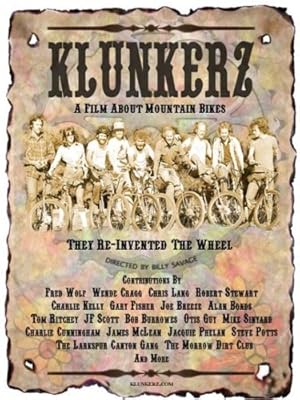 KLUNKERZ
A FILM ABOUT MOUNTAIN BIKES
THEY RE-INVENTED THE WHEEL
DIRECTED BY BILLY SAVAGE
CONTRIBUTIONS BY
FRED WOLF WENDE CRAGG CHRIS LANG ROBERT STEWART
CHARLIE KELLY GARY FISHER JOE BREEZE ALAN BONDS
TOM RITCHEY JP SCOTT BOB BURROWES OTIS GUY MIKE SINYARD
CHARLIE CUNNINGHAM JAMES MCLEAN JACQUIE PHELAN STEVE POTTS
THE LARKSPUR CANYON GANG THE MORROW DIRT CLUB
AND MORE
KLUNKERZ.COM